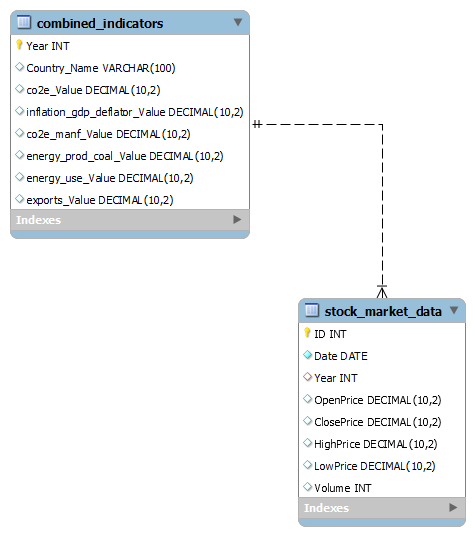 combined_indicators
Year INT
Country_Name VARCHAR(100)
co2e_Value DECIMAL(10,2)
inflation_gdp_deflator_Value DECIMAL(10,2)
co2e_manf_Value DECIMAL(10,2)
energy_prod_coal_Value DECIMAL(10,2)
energy_use_Value DECIMAL(10,2)
exports_Value DECIMAL(10,2)
Indexes
stock_market_data
ID INT
Date DATE
Year INT
OpenPrice DECIMAL(10,2)
ClosePrice DECIMAL(10,2)
HighPrice DECIMAL(10,2)
LowPrice DECIMAL(10,2)
Volume INT
Indexes